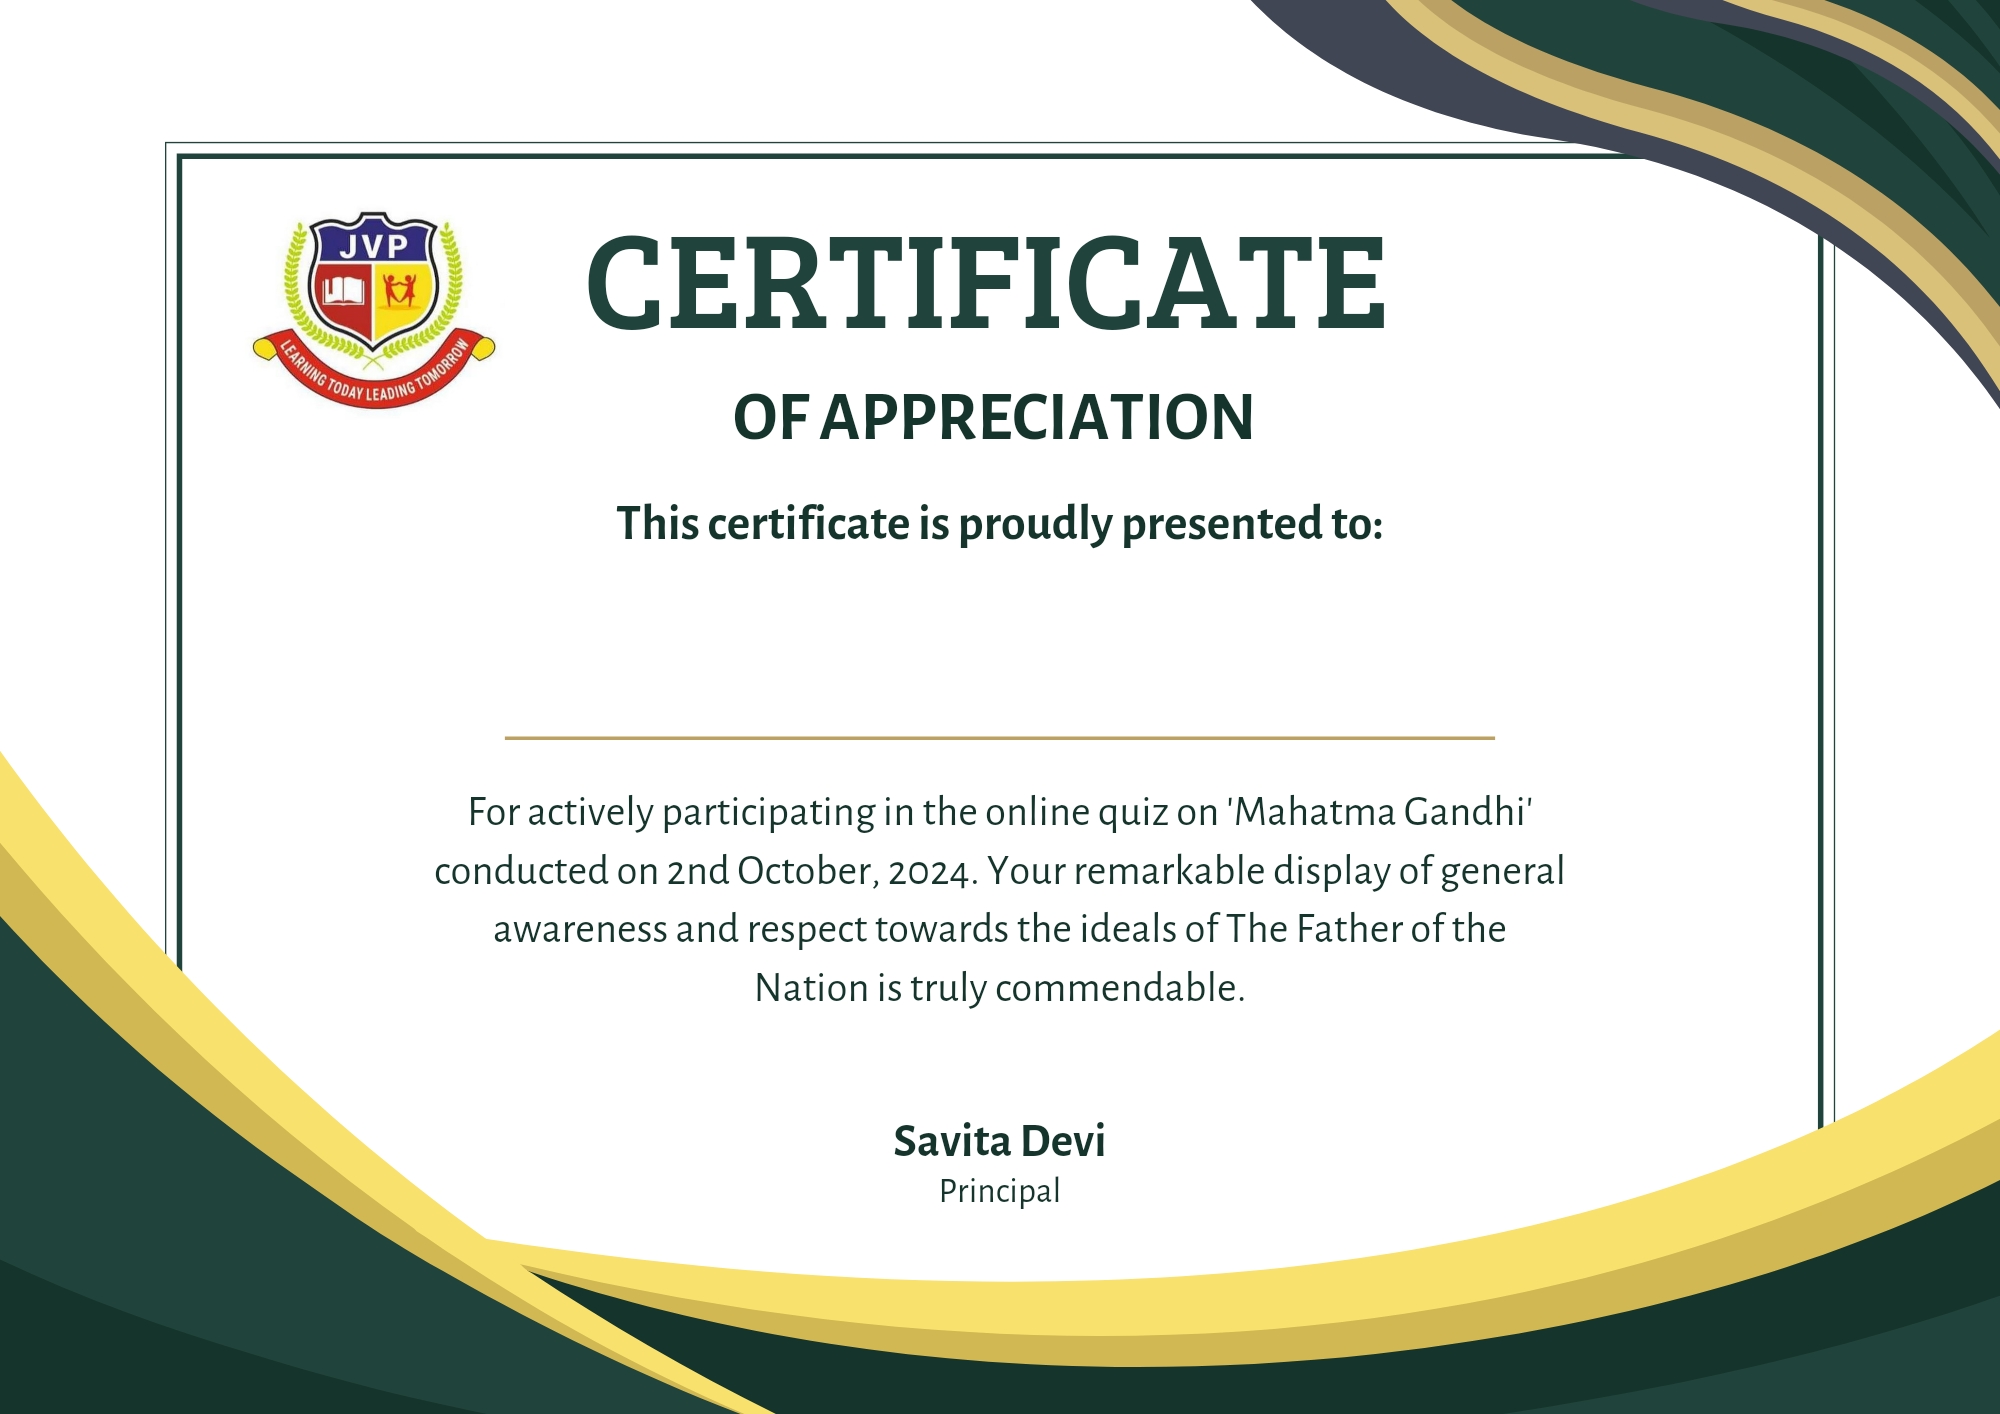 JVP
LEARNING TODAY LEADING TOMORROW
CERTIFICATE
OF APPRECIATION
This certificate is proudly presented to:
For actively participating in the online quiz on 'Mahatma Gandhi'
conducted on 2nd October, 2024. Your remarkable display of general
awareness and respect towards the ideals of The Father of the
Nation is truly commendable.
Savita Devi
Principal